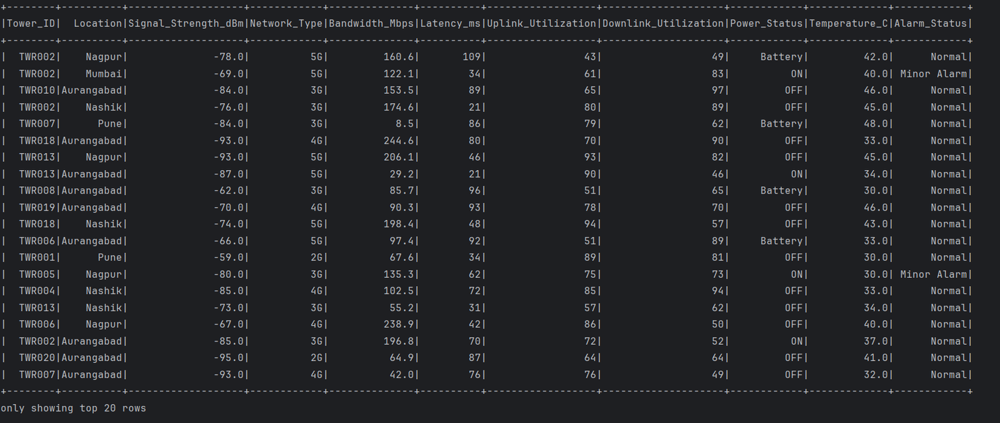 +--------+----------+-------------------+------------+--------------+----------+------------------+--------------------+------------+-------------+------------+
|Tower_ID|  Location|Signal_Strength_dBm|Network_Type|Bandwidth_Mbps|Latency_ms|Uplink_Utilization|Downlink_Utilization|Power_Status|Temperature_C|Alarm_Status|
+--------+----------+-------------------+------------+--------------+----------+------------------+--------------------+------------+-------------+------------+
|  TWR002|    Nagpur|              -78.0|          5G|         160.6|       109|                43|                  49|     Battery|         42.0|      Normal|
|  TWR002|    Mumbai|              -69.0|          5G|         122.1|        34|                61|                  83|          ON|         40.0| Minor Alarm|
|  TWR010|Aurangabad|              -84.0|          3G|         153.5|        89|                65|                  97|         OFF|         46.0|      Normal|
|  TWR002|    Nashik|              -76.0|          3G|         174.6|        21|                80|                  89|         OFF|         45.0|      Normal|
|  TWR007|      Pune|              -84.0|          3G|           8.5|        86|                79|                  62|     Battery|         48.0|      Normal|
|  TWR018|Aurangabad|              -93.0|          4G|         244.6|        80|                70|                  90|         OFF|         33.0|      Normal|
|  TWR013|    Nagpur|              -93.0|          5G|         206.1|        46|                93|                  82|         OFF|         45.0|      Normal|
|  TWR013|Aurangabad|              -87.0|          5G|          29.2|        21|                90|                  46|          ON|         34.0|      Normal|
|  TWR008|Aurangabad|              -62.0|          3G|          85.7|        96|                51|                  65|     Battery|         30.0|      Normal|
|  TWR019|Aurangabad|              -70.0|          4G|          90.3|        93|                78|                  70|         OFF|         46.0|      Normal|
|  TWR018|    Nashik|              -74.0|          5G|         198.4|        48|                94|                  57|         OFF|         43.0|      Normal|
|  TWR006|Aurangabad|              -66.0|          5G|          97.4|        92|                51|                  89|     Battery|         33.0|      Normal|
|  TWR001|      Pune|              -59.0|          2G|          67.6|        34|                89|                  81|         OFF|         30.0|      Normal|
|  TWR005|    Nagpur|              -80.0|          3G|         135.3|        62|                75|                  73|          ON|         30.0| Minor Alarm|
|  TWR004|    Nashik|              -85.0|          4G|         102.5|        72|                85|                  94|         OFF|         33.0|      Normal|
|  TWR013|    Nashik|              -73.0|          3G|          55.2|        31|                57|                  62|         OFF|         34.0|      Normal|
|  TWR006|    Nagpur|              -67.0|          4G|         238.9|        42|                86|                  50|         OFF|         40.0|      Normal|
|  TWR002|Aurangabad|              -85.0|          3G|         196.8|        70|                72|                  52|          ON|         37.0|      Normal|
|  TWR020|Aurangabad|              -95.0|          2G|          64.9|        87|                64|                  64|         OFF|         41.0|      Normal|
|  TWR007|Aurangabad|              -93.0|          4G|          42.0|        76|                76|                  49|         OFF|         32.0|      Normal|
+--------+----------+-------------------+------------+--------------+----------+------------------+--------------------+------------+-------------+------------+
only showing top 20 rows